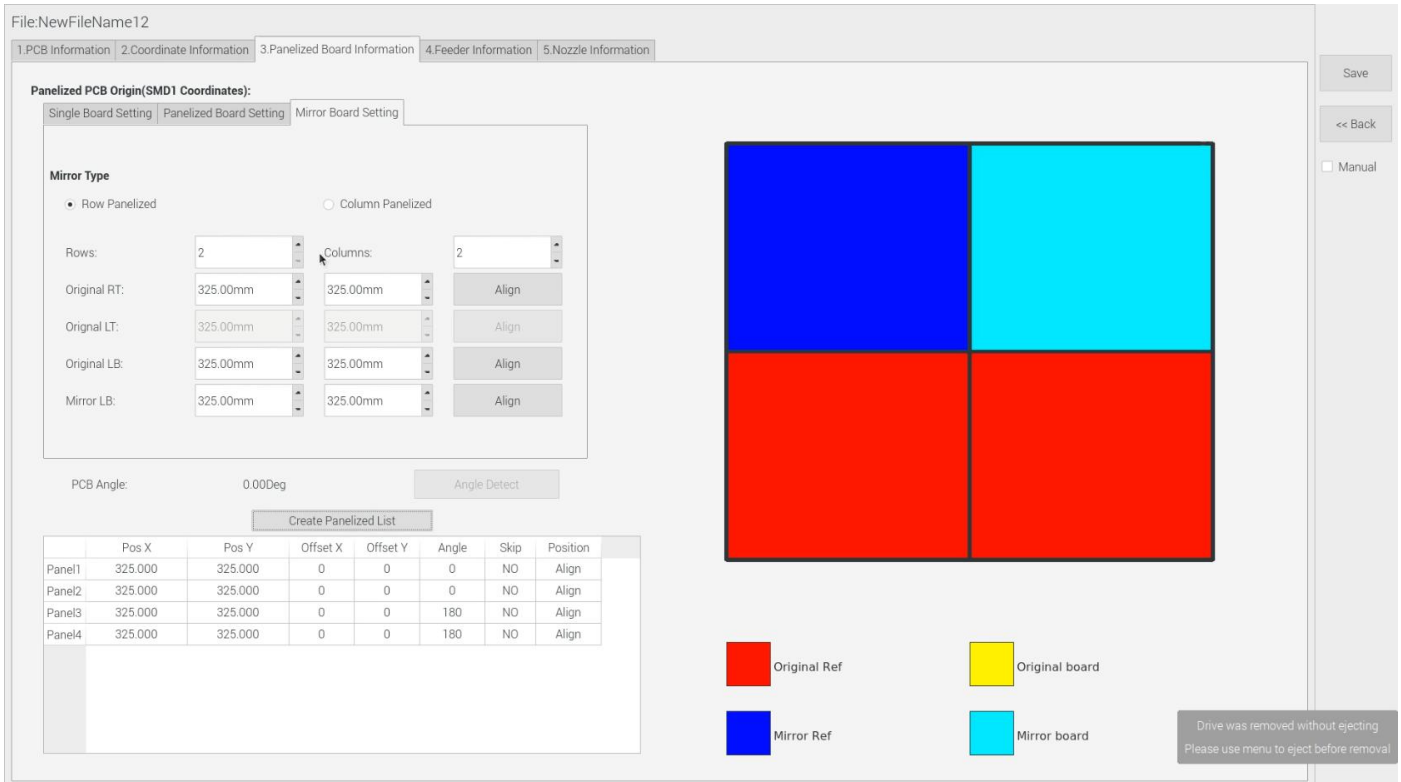 File:NewFileName12
1.PCB Information 2.Coordinate Information 3.Panelized Board Information 4.Feeder Information 5.Nozzle Information
Save
Panelized PCB Origin(SMD1 Coordinates):
Single Board Setting Panelized Board Setting Mirror Board Setting
<< Back
Manual
Mirror Type
Row Panelized Column Panelized
Rows: 2 Columns: 2
Original RT: 325.00mm 325.00mm Align
Orignal LT: 325.00mm 325.00mm Align
Original LB: 325.00mm 325.00mm Align
Mirror LB: 325.00mm 325.00mm Align
PCB Angle: 0.00Deg Angle Detect
Create Panelized List
Pos X Pos Y Offset X Offset Y Angle Skip Position
Panel1 325.000 325.000 0 0 0 NO Align
Panel2 325.000 325.000 0 0 0 NO Align
Panel3 325.000 325.000 0 0 180 NO Align
Panel4 325.000 325.000 0 0 180 NO Align
Original Ref Original board
Mirror Ref Mirror board
Drive was removed without ejecting
Please use menu to eject before removal